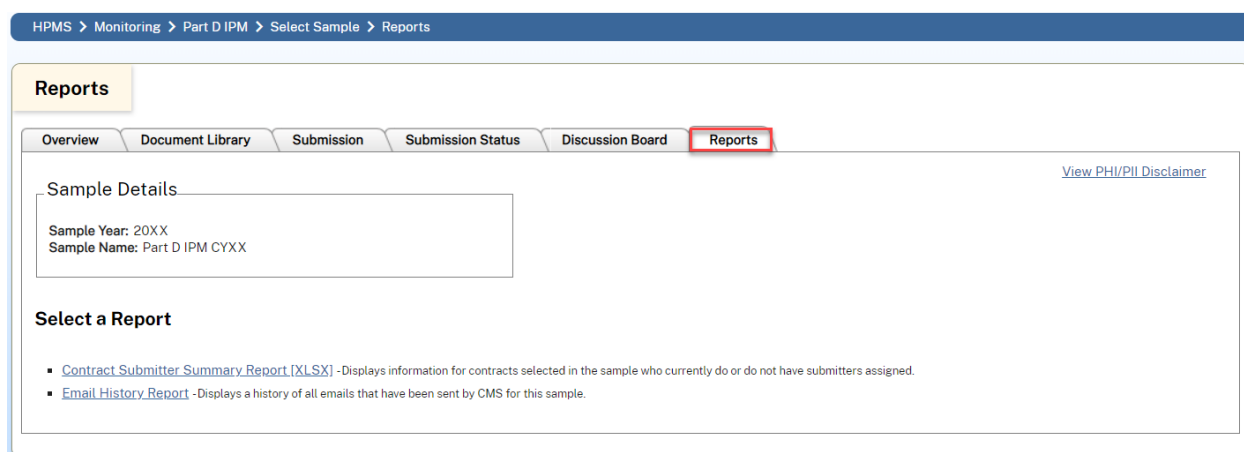 HPMS > Monitoring > Part D IPM > Select Sample > Reports
Reports
Overview Document Library Submission Submission Status Discussion Board Reports
View PHI/PII Disclaimer
Sample Details
Sample Year: 20XX
Sample Name: Part D IPM CYXX
Select a Report
▪ Contract Submitter Summary Report [XLSX] - Displays information for contracts selected in the sample who currently do or do not have submitters assigned.
▪ Email History Report - Displays a history of all emails that have been sent by CMS for this sample.